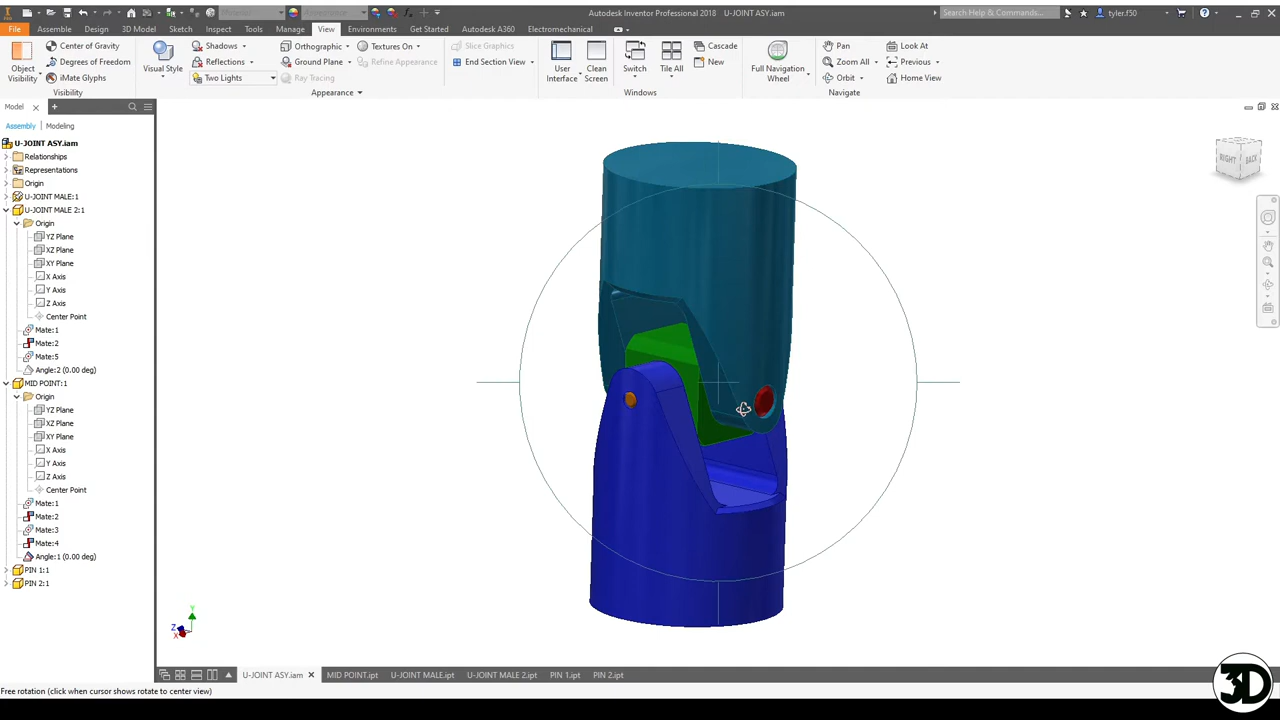 Autodesk Inventor Professional 2018 U-JOINT ASY.iam
Search Help & Commands...
tyler.f50
File Assemble Design 3D Model Sketch Inspect Tools Manage View Environments Get Started Autodesk A360 Electromechanical
Object Visibility
Center of Gravity
Degrees of Freedom
iMate Glyphs
Visibility
Visual Style
Shadows
Reflections
Two Lights
Orthographic
Ground Plane
Ray Tracing
Textures On
Refine Appearance
Appearance
Slice Graphics
End Section View
User Interface
Clean Screen
Switch
Tile All
Cascade
New
Windows
Full Navigation Wheel
Pan
Zoom All
Orbit
Look At
Previous
Home View
Navigate
Model
Assembly Modeling
U-JOINT ASY.iam
Relationships
Representations
Origin
U-JOINT MALE:1
U-JOINT MALE 2:1
Origin
YZ Plane
XZ Plane
XY Plane
X Axis
Y Axis
Z Axis
Center Point
Mate:1
Mate:2
Mate:5
Angle:2 (0.00 deg)
MID POINT:1
Origin
YZ Plane
XZ Plane
XY Plane
X Axis
Y Axis
Z Axis
Center Point
Mate:1
Mate:2
Mate:3
Mate:4
Angle:1 (0.00 deg)
PIN 1:1
PIN 2:1
RIGHT BACK
Y
Z
X
U-JOINT ASY.iam MID POINT.ipt U-JOINT MALE.ipt U-JOINT MALE 2.ipt PIN 1.ipt PIN 2.ipt
Free rotation (click when cursor shows rotate to center view)
3D